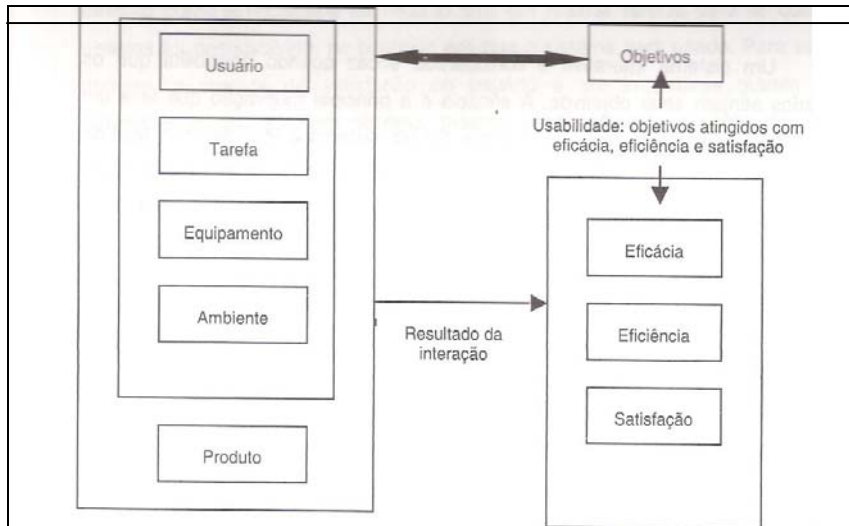 Usuário
Objetivos
Tarefa
Usabilidade: objetivos atingidos com
eficácia, eficiência e satisfação
Equipamento
Eficácia
Ambiente
Resultado da
interação
Eficiência
Satisfação
Produto